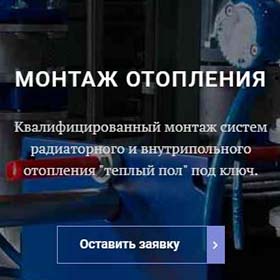 МОНТАЖ ОТОПЛЕНИЯ
Квалифицированный монтаж систем
радиаторного и внутрипольного
отопления "теплый пол" под ключ.
Оставить заявку